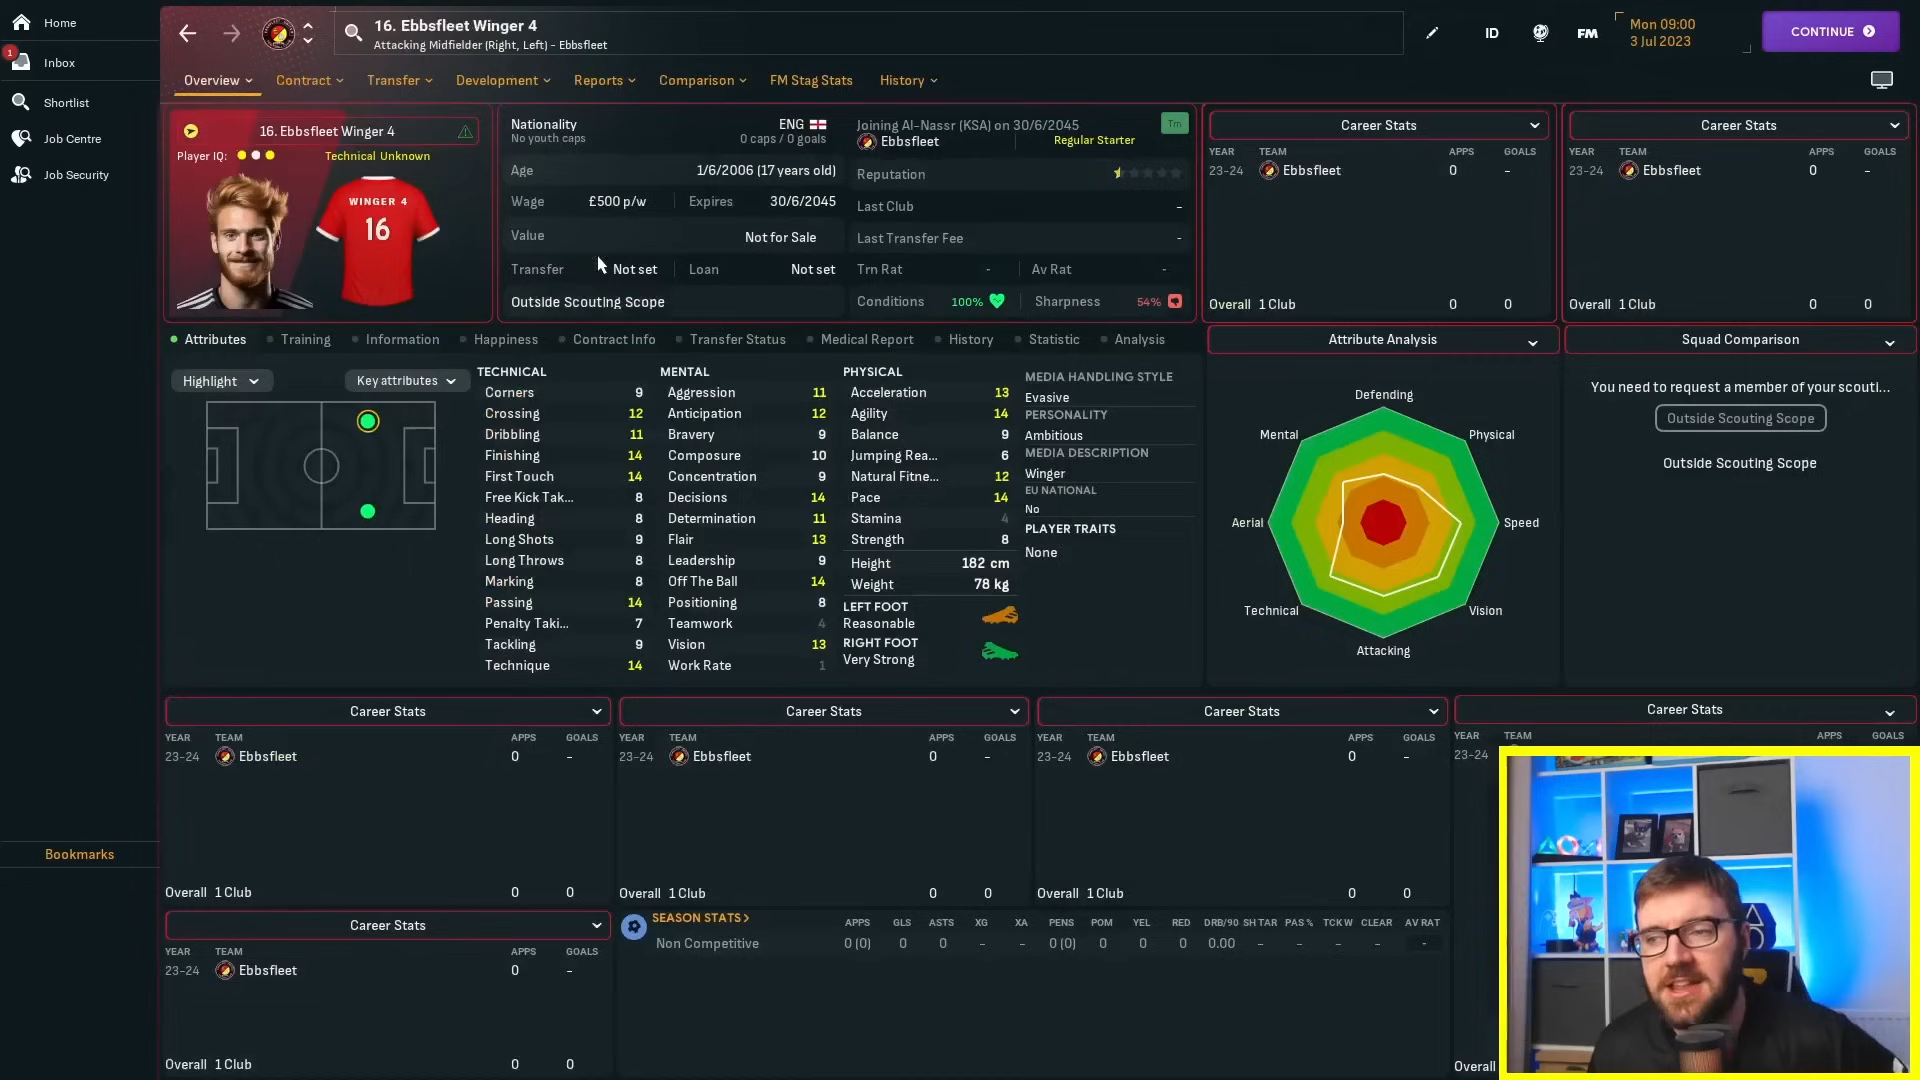 Home
Inbox
1
Shortlist
Job Centre
Job Security
Bookmarks
16. Ebbsfleet Winger 4
Attacking Midfielder (Right, Left) - Ebbsfleet
ID
FM
Mon 09:00
3 Jul 2023
CONTINUE
Overview
Contract
Transfer
Development
Reports
Comparison
FM Stag Stats
History
16. Ebbsfleet Winger 4
Player IQ:
Technical Unknown
WINGER 4
16
Nationality
No youth caps
ENG
0 caps / 0 goals
Age
1/6/2006 (17 years old)
Wage £500 p/w
Expires 30/6/2045
Value
Not for Sale
Transfer Not set
Loan Not set
Outside Scouting Scope
Joining Al-Nassr (KSA) on 30/6/2045
Trn
Ebbsfleet
Regular Starter
Reputation
Last Club -
Last Transfer Fee -
Trn Rat - Av Rat -
Conditions 100%
Sharpness 54%
Career Stats
YEAR TEAM APPS GOALS
23-24 Ebbsfleet 0 -
Overall 1 Club 0 0
Career Stats
YEAR TEAM APPS GOALS
23-24 Ebbsfleet 0 -
Overall 1 Club 0 0
Attributes
Training
Information
Happiness
Contract Info
Transfer Status
Medical Report
History
Statistic
Analysis
Highlight
Key attributes
TECHNICAL
Corners 9
Crossing 12
Dribbling 11
Finishing 14
First Touch 14
Free Kick Tak... 8
Heading 8
Long Shots 9
Long Throws 8
Marking 8
Passing 14
Penalty Taki... 7
Tackling 9
Technique 14
MENTAL
Aggression 11
Anticipation 12
Bravery 9
Composure 10
Concentration 9
Decisions 14
Determination 11
Flair 13
Leadership 9
Off The Ball 14
Positioning 8
Teamwork 4
Vision 13
Work Rate 1
PHYSICAL
Acceleration 13
Agility 14
Balance 9
Jumping Rea... 6
Natural Fitne... 12
Pace 14
Stamina 4
Strength 8
Height 182 cm
Weight 78 kg
LEFT FOOT
Reasonable
RIGHT FOOT
Very Strong
MEDIA HANDLING STYLE
Evasive
PERSONALITY
Ambitious
MEDIA DESCRIPTION
Winger
EU NATIONAL
No
PLAYER TRAITS
None
Attribute Analysis
Defending
Physical
Speed
Vision
Attacking
Technical
Aerial
Mental
Squad Comparison
You need to request a member of your scouti...
Outside Scouting Scope
Outside Scouting Scope
Career Stats
YEAR TEAM APPS GOALS
23-24 Ebbsfleet 0 -
Overall 1 Club 0 0
Career Stats
YEAR TEAM APPS GOALS
23-24 Ebbsfleet 0 -
Overall 1 Club 0 0
Career Stats
YEAR TEAM APPS GOALS
23-24 Ebbsfleet 0 -
Overall 1 Club 0 0
Career Stats
YEAR TEAM APPS GOALS
23-24
Overall
Career Stats
YEAR TEAM APPS GOALS
23-24 Ebbsfleet 0 -
Overall 1 Club 0 0
SEASON STATS
APPS GLS ASTS XG XA PENS POM YEL RED DRB/90 SH TAR PAS % TCK W CLEAR AV RAT
Non Competitive 0 (0) 0 0 - - 0 (0) 0 0 0 0.00 - - - - -